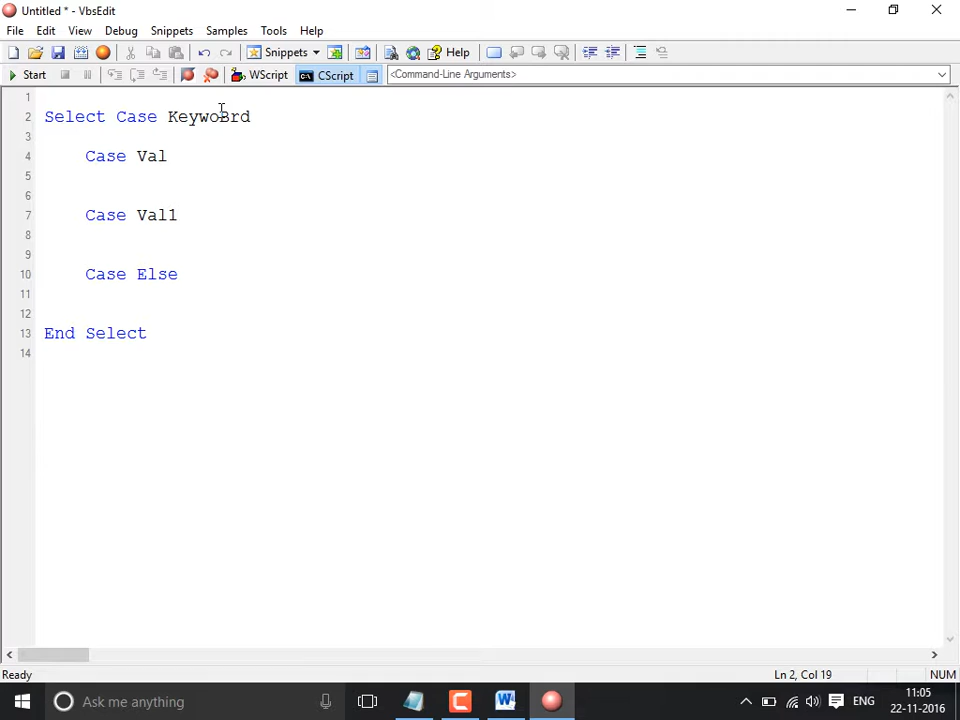 Untitled * - VbsEdit
File Edit View Debug Snippets Samples Tools Help
Snippets Help
Start WScript CScript <Command-Line Arguments>
1
2 Select Case KeywoBrd
3
4 Case Val
5
6
7 Case Val1
8
9
10 Case Else
11
12
13 End Select
14
Ready Ln 2, Col 19 NUM
Ask me anything ENG 11:05
22-11-2016